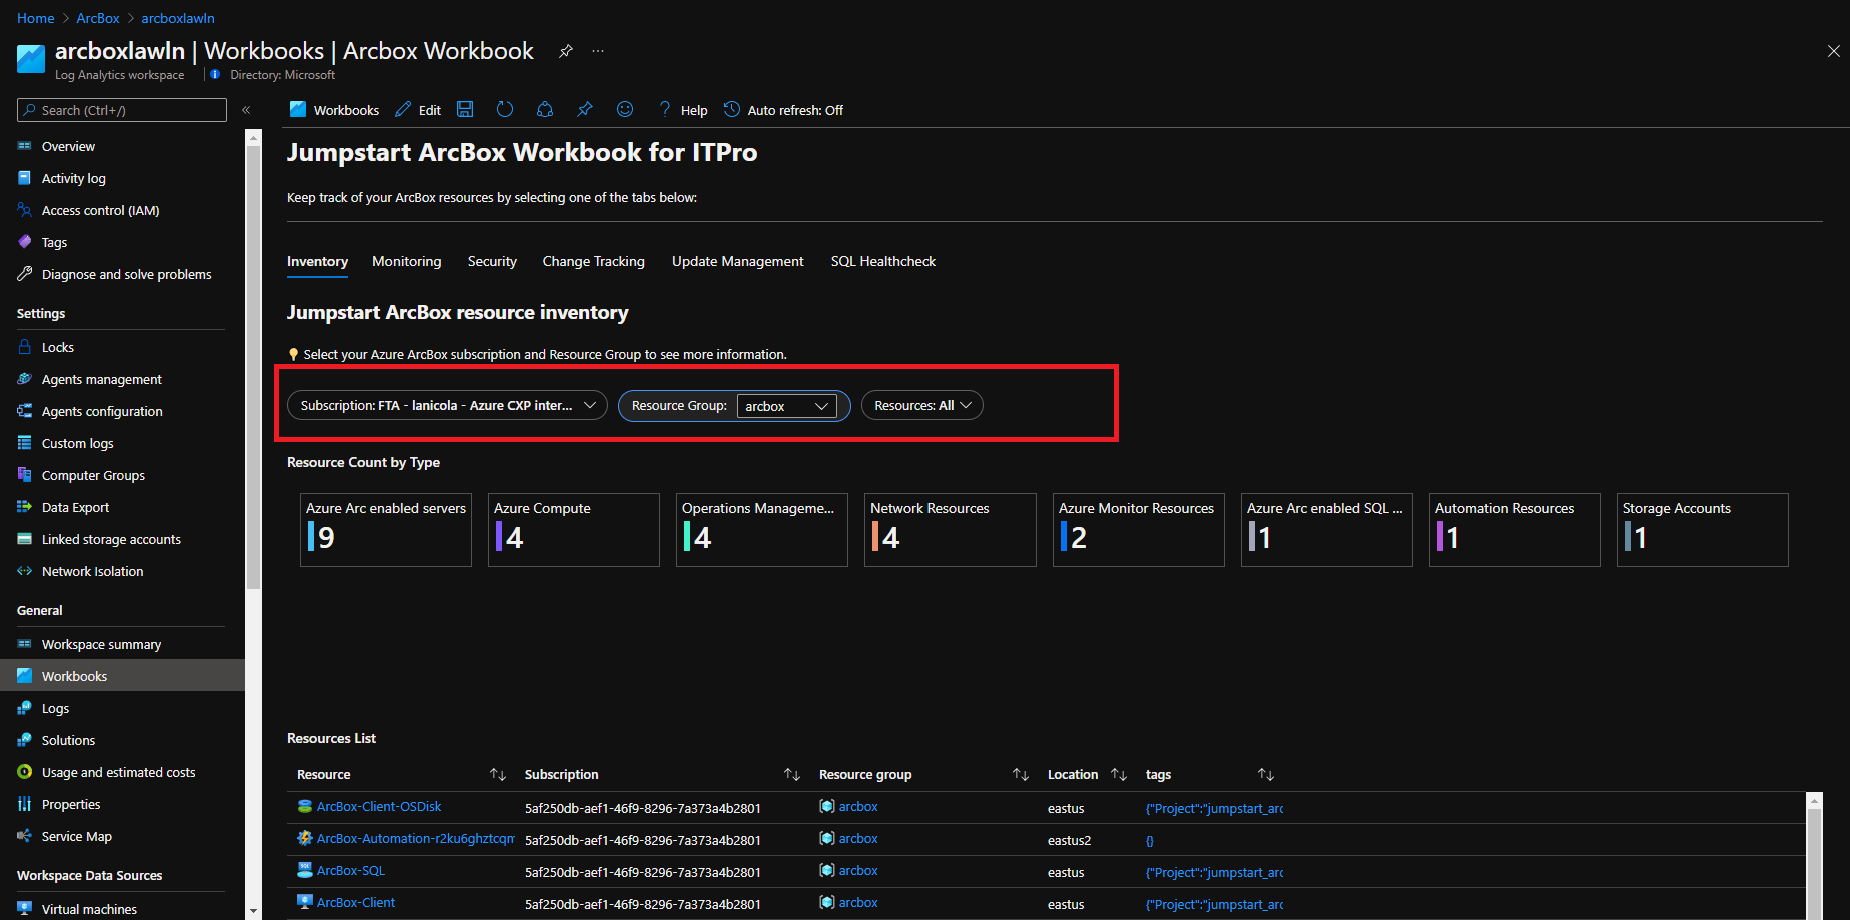 Home > ArcBox > arcboxlawln
arcboxlawln | Workbooks | Arcbox Workbook ...
Log Analytics workspace | Directory: Microsoft
Search (Ctrl+/)
«
Overview
Activity log
Access control (IAM)
Tags
Diagnose and solve problems
Settings
Locks
Agents management
Agents configuration
Custom logs
Computer Groups
Data Export
Linked storage accounts
Network Isolation
General
Workspace summary
Workbooks
Logs
Solutions
Usage and estimated costs
Properties
Service Map
Workspace Data Sources
Virtual machines
Workbooks Edit ? Help Auto refresh: Off
Jumpstart ArcBox Workbook for ITPro
Keep track of your ArcBox resources by selecting one of the tabs below:
Inventory Monitoring Security Change Tracking Update Management SQL Healthcheck
Jumpstart ArcBox resource inventory
Select your Azure ArcBox subscription and Resource Group to see more information.
Subscription: FTA - lanicola - Azure CXP inter... Resource Group: arcbox Resources: All
Resource Count by Type
Azure Arc enabled servers
9
Azure Compute
4
Operations Manageme...
4
Network Resources
4
Azure Monitor Resources
2
Azure Arc enabled SQL ...
1
Automation Resources
1
Storage Accounts
1
Resources List
Resource Subscription Resource group Location tags
ArcBox-Client-OSDisk 5af250db-aef1-46f9-8296-7a373a4b2801 arcbox eastus {"Project":"jumpstart_arc
ArcBox-Automation-r2ku6ghztcqm 5af250db-aef1-46f9-8296-7a373a4b2801 arcbox eastus2 {}
ArcBox-SQL 5af250db-aef1-46f9-8296-7a373a4b2801 arcbox eastus {"Project":"jumpstart_arc
ArcBox-Client 5af250db-aef1-46f9-8296-7a373a4b2801 arcbox eastus {"Project":"jumpstart_arc